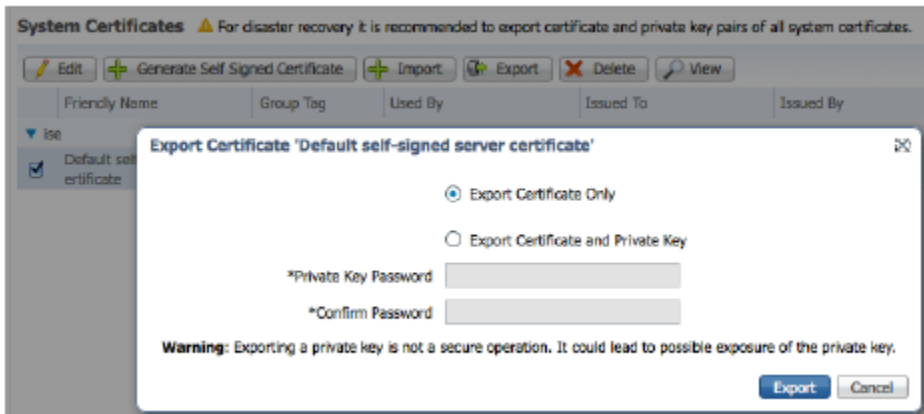 System Certificates For disaster recovery it is recommended to export certificate and private key pairs of all system certificates.
Edit Generate Self Signed Certificate Import Export Delete View
Friendly Name Group Tag Used By Issued To Issued By
ise
Export Certificate 'Default self-signed server certificate'
Default sel
ertificate
Export Certificate Only
Export Certificate and Private Key
*Private Key Password
*Confirm Password
Warning: Exporting a private key is not a secure operation. It could lead to possible exposure of the private key.
Export Cancel